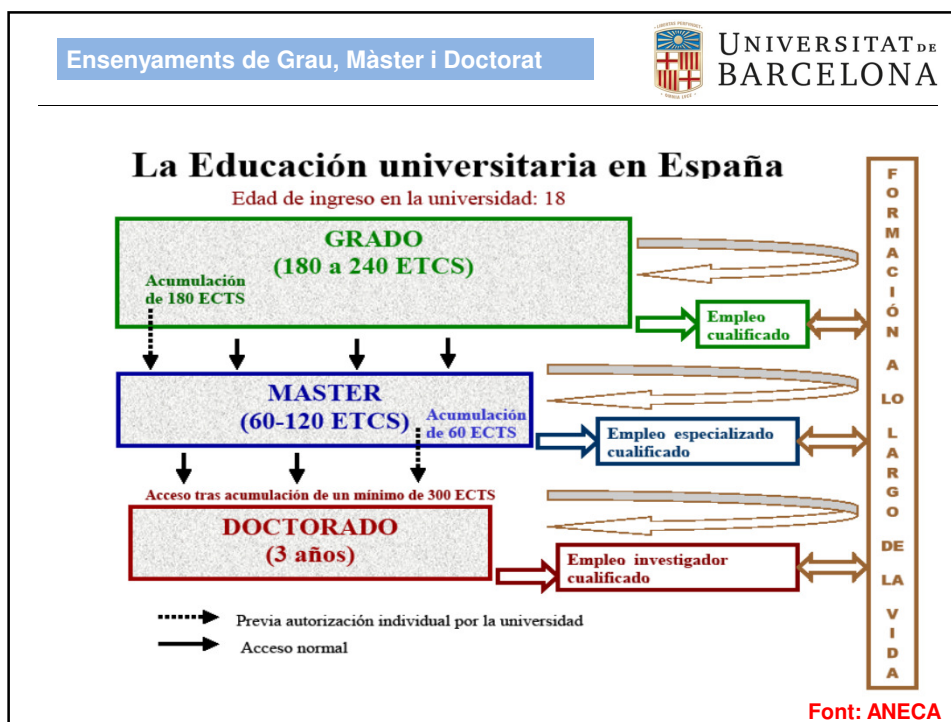 Ensenyaments de Grau, Màster i Doctorat
UNIVERSITAT DE
BARCELONA
La Educación universitaria en España
Edad de ingreso en la universidad: 18
GRADO
(180 a 240 ETCS)
Acumulación
de 180 ECTS
Empleo
cualificado
MASTER
(60-120 ETCS)
Acumulación
de 60 ECTS
Empleo especializado
cualificado
Acceso tras acumulación de un mínimo de 300 ECTS
DOCTORADO
(3 años)
Empleo investigador
cualificado
Previa autorización individual por la universidad
Acceso normal
FORMACIÓN A LO LARGO DE LA VIDA
Font: ANECA